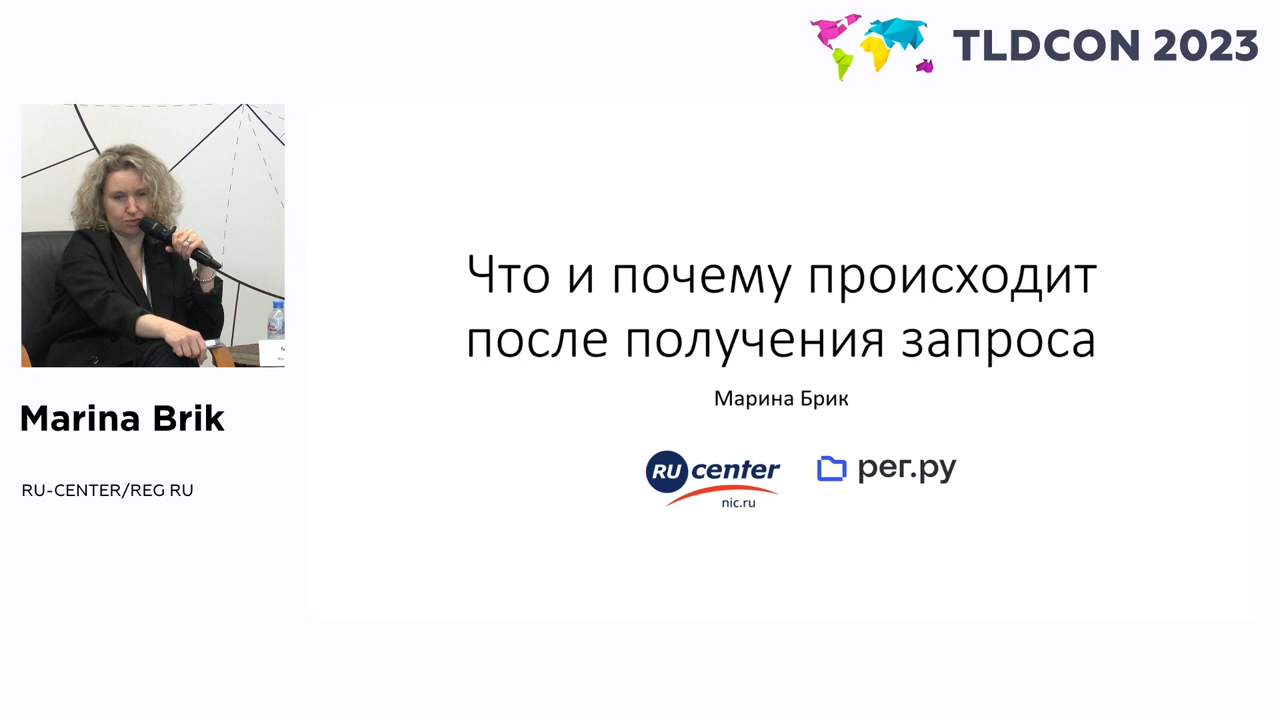 TLDCON 2023
Что и почему происходит
после получения запроса
Марина Брик
RU center
nic.ru
рег.ру
Marina Brik
RU-CENTER/REG RU